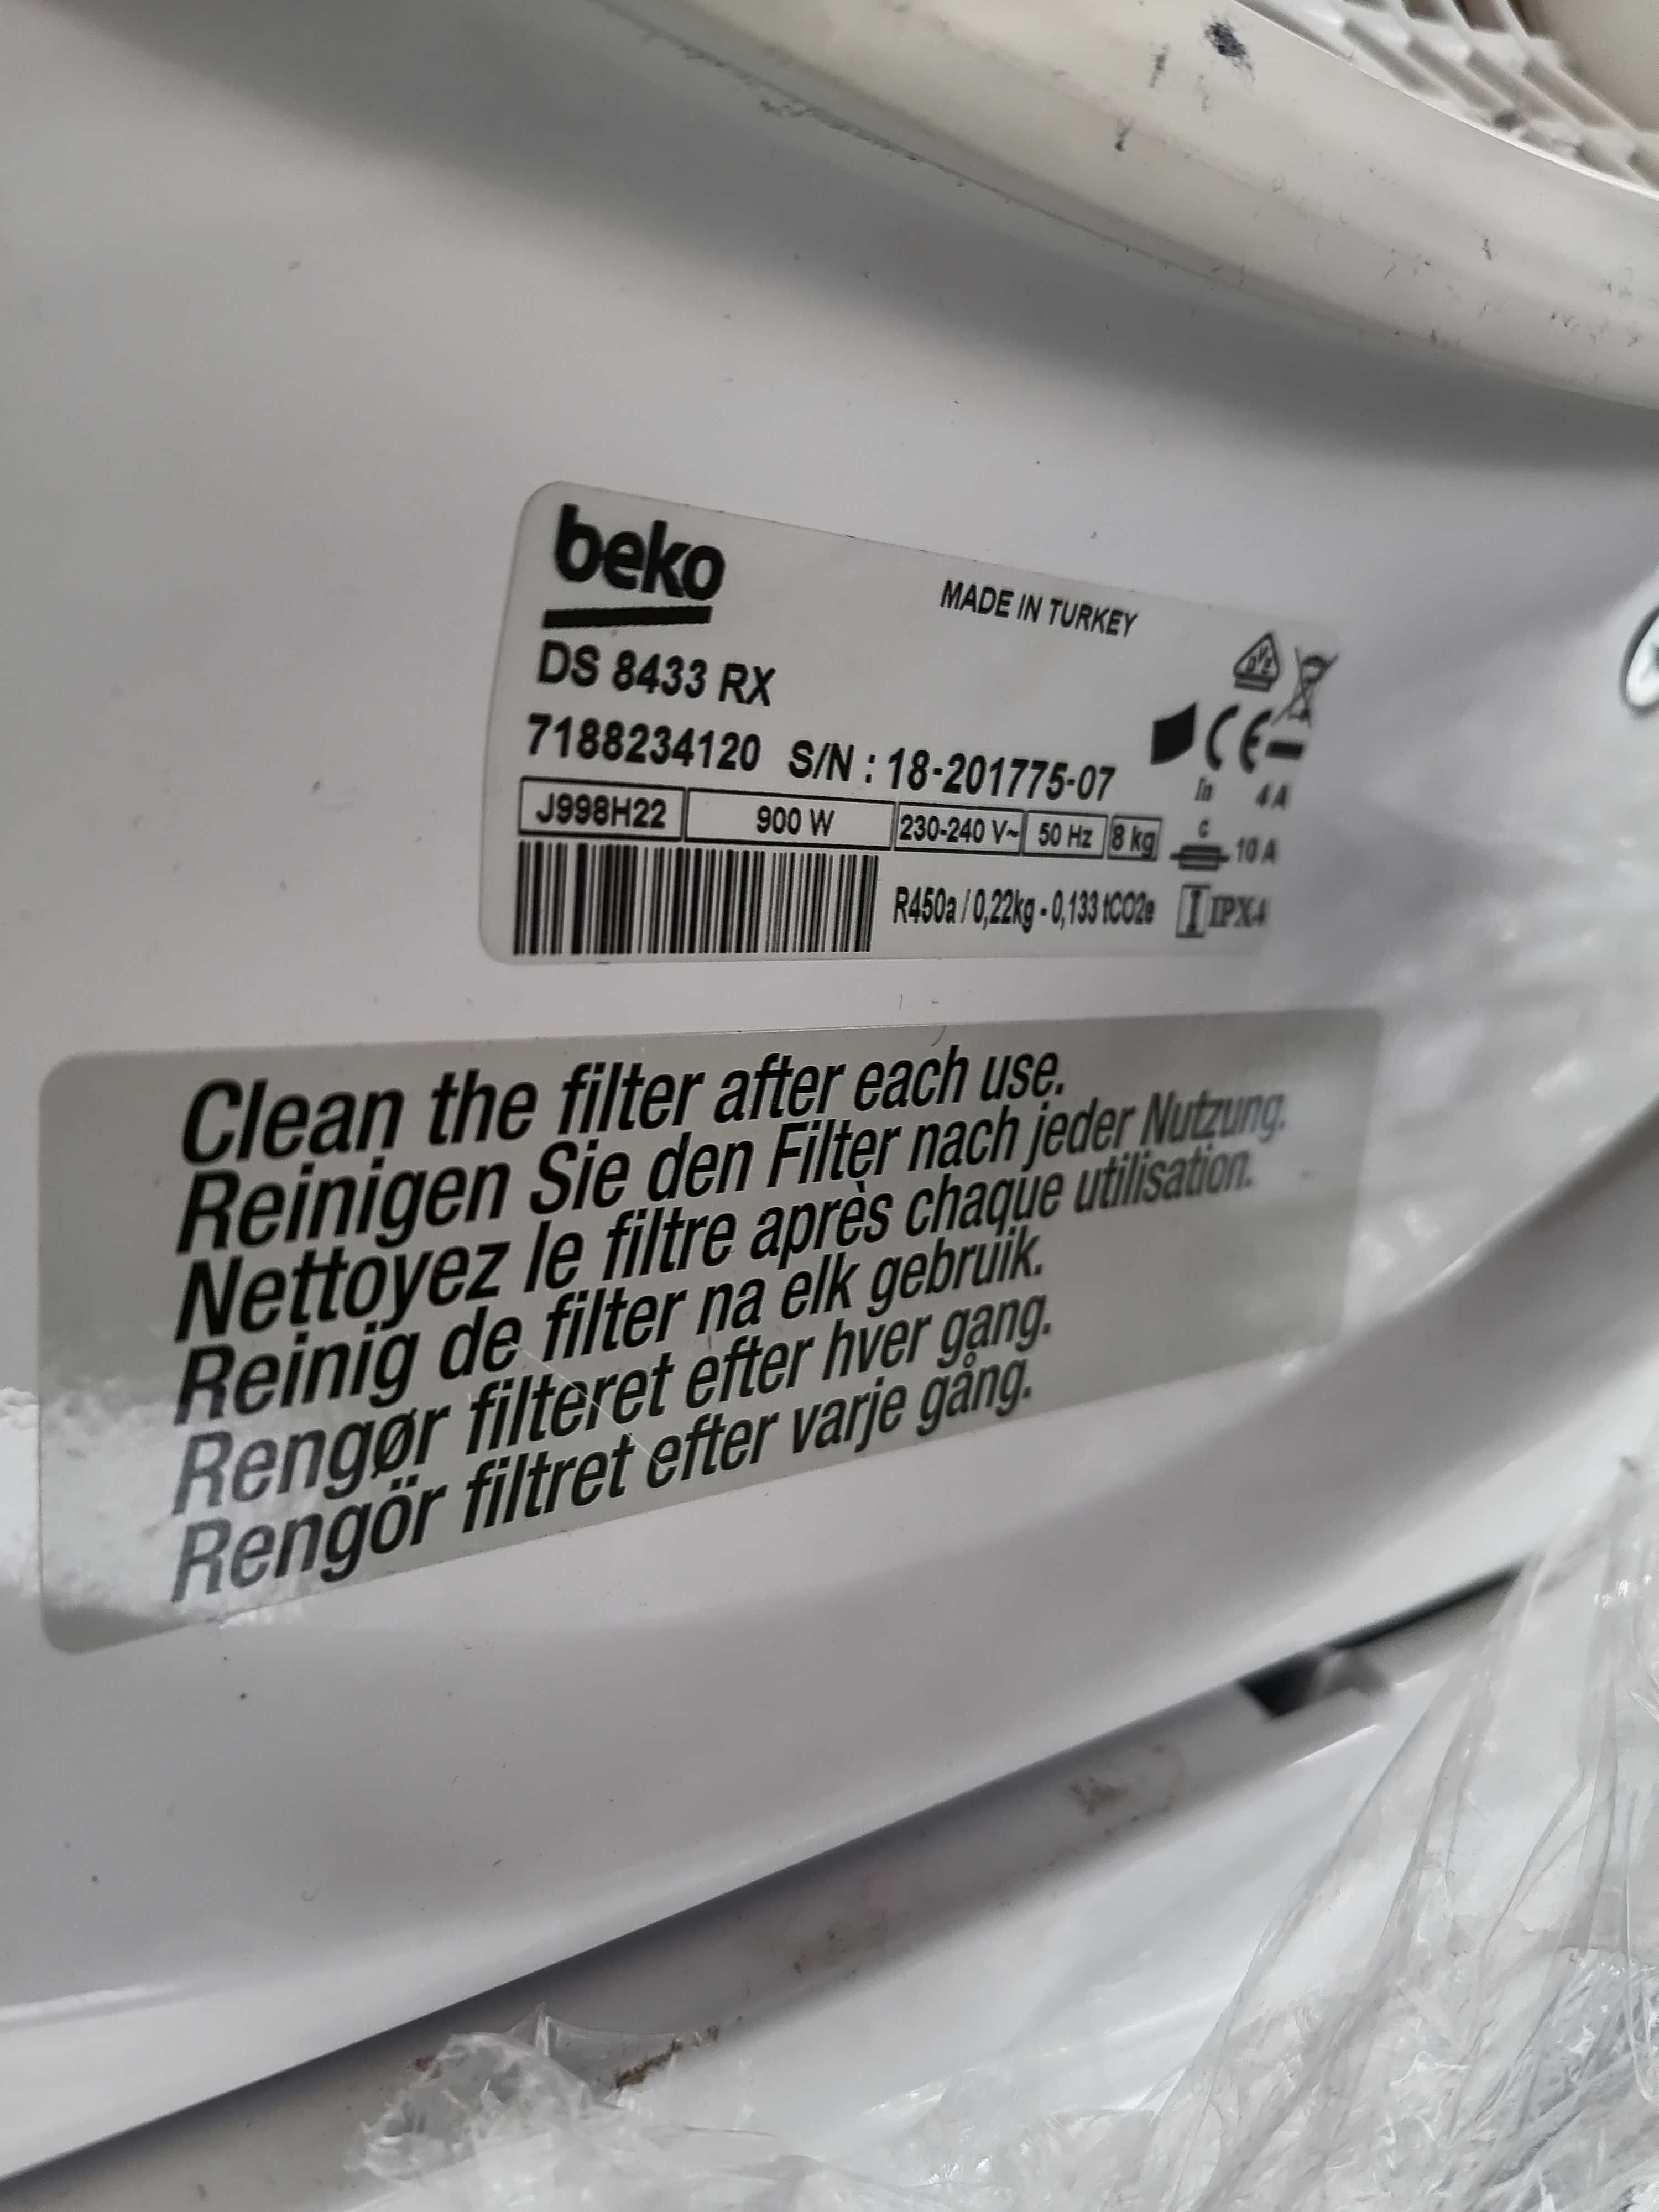 beko
MADE IN TURKEY
DS 8433 RX
7188234120 S/N : 18-201775-07
J998H22 900 W 230-240 V~ 50 Hz 8 kg
In 4 A
10 A
R450a / 0,22kg - 0,133 tCO2e IPX4
Clean the filter after each use.
Reinigen Sie den Filter nach jeder Nutzung.
Nettoyez le filtre après chaque utilisation.
Reinig de filter na elk gebruik.
Rengør filteret efter hver gang.
Rengör filtret efter varje gång.